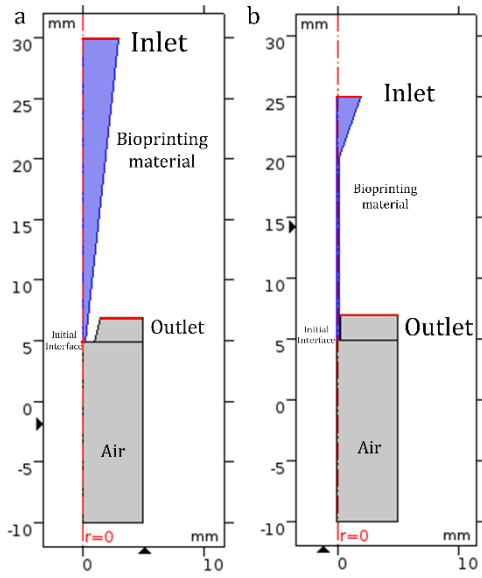 a
mm
30
25
20
15
10
5
0
-5
-10
Inlet
Bioprinting
material
Initial
Interface
Outlet
Air
r=0
mm
0
10
b
mm
30
25
20
15
10
5
0
-5
-10
Inlet
Bioprinting
material
Initial
Interface
Outlet
Air
r=0
mm
0
10